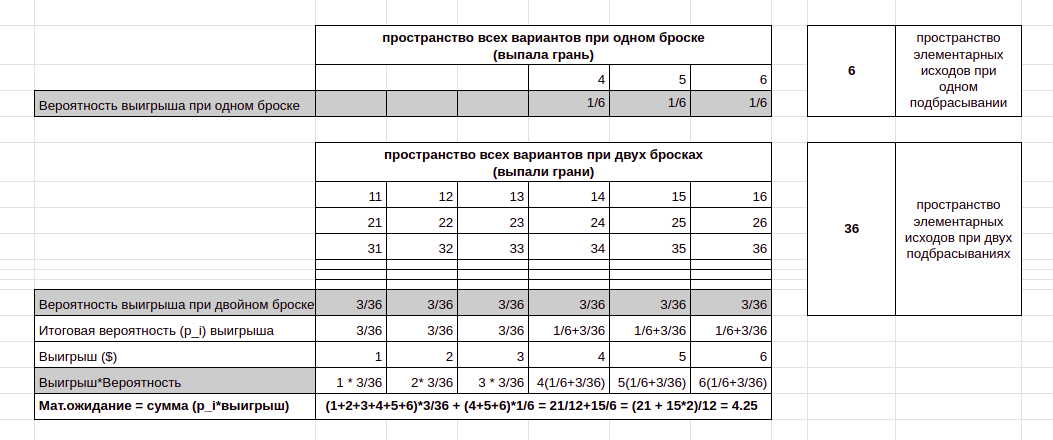 пространство всех вариантов при одном броске
(выпала грань)
4 5 6
Вероятность выигрыша при одном броске 1/6 1/6 1/6
6
пространство
элементарных
исходов при
одном
подбрасывании
пространство всех вариантов при двух бросках
(выпали грани)
11 12 13 14 15 16
21 22 23 24 25 26
31 32 33 34 35 36
36
пространство
элементарных
исходов при двух
подбрасываниях
Вероятность выигрыша при двойном броске 3/36 3/36 3/36 3/36 3/36 3/36
Итоговая вероятность (p_i) выигрыша 3/36 3/36 3/36 1/6+3/36 1/6+3/36 1/6+3/36
Выигрыш ($) 1 2 3 4 5 6
Выигрыш*Вероятность 1 * 3/36 2* 3/36 3 * 3/36 4(1/6+3/36) 5(1/6+3/36) 6(1/6+3/36)
Мат.ожидание = сумма (p_i*выигрыш) (1+2+3+4+5+6)*3/36 + (4+5+6)*1/6 = 21/12+15/6 = (21 + 15*2)/12 = 4.25